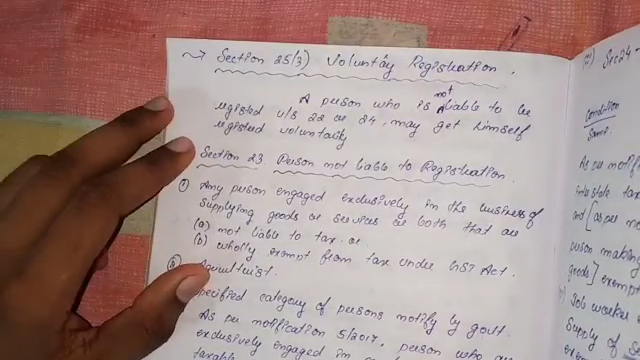 ~> Section 25(3) Voluntary Registration.
not
A person who is ^ liable to be
registed u/s 22 or 24, may get himself
registed voluntarily
Section 23 Person not liable to Registration.
① Any person engaged exclusively in the business of
supplying goods or services or both that are
(a) not liable to tax. or
(b) wholly exempt from tax under GST Act.
② Agriculturist.
specified category of persons notify by govt.
As per notification 5/2017, person who are
exclusively engaged in
taxable
Sec 24
Condition
Same.
As per notifi
interstate tax
and [as per no
person making
goods] exempt
Job worker
Supply of S